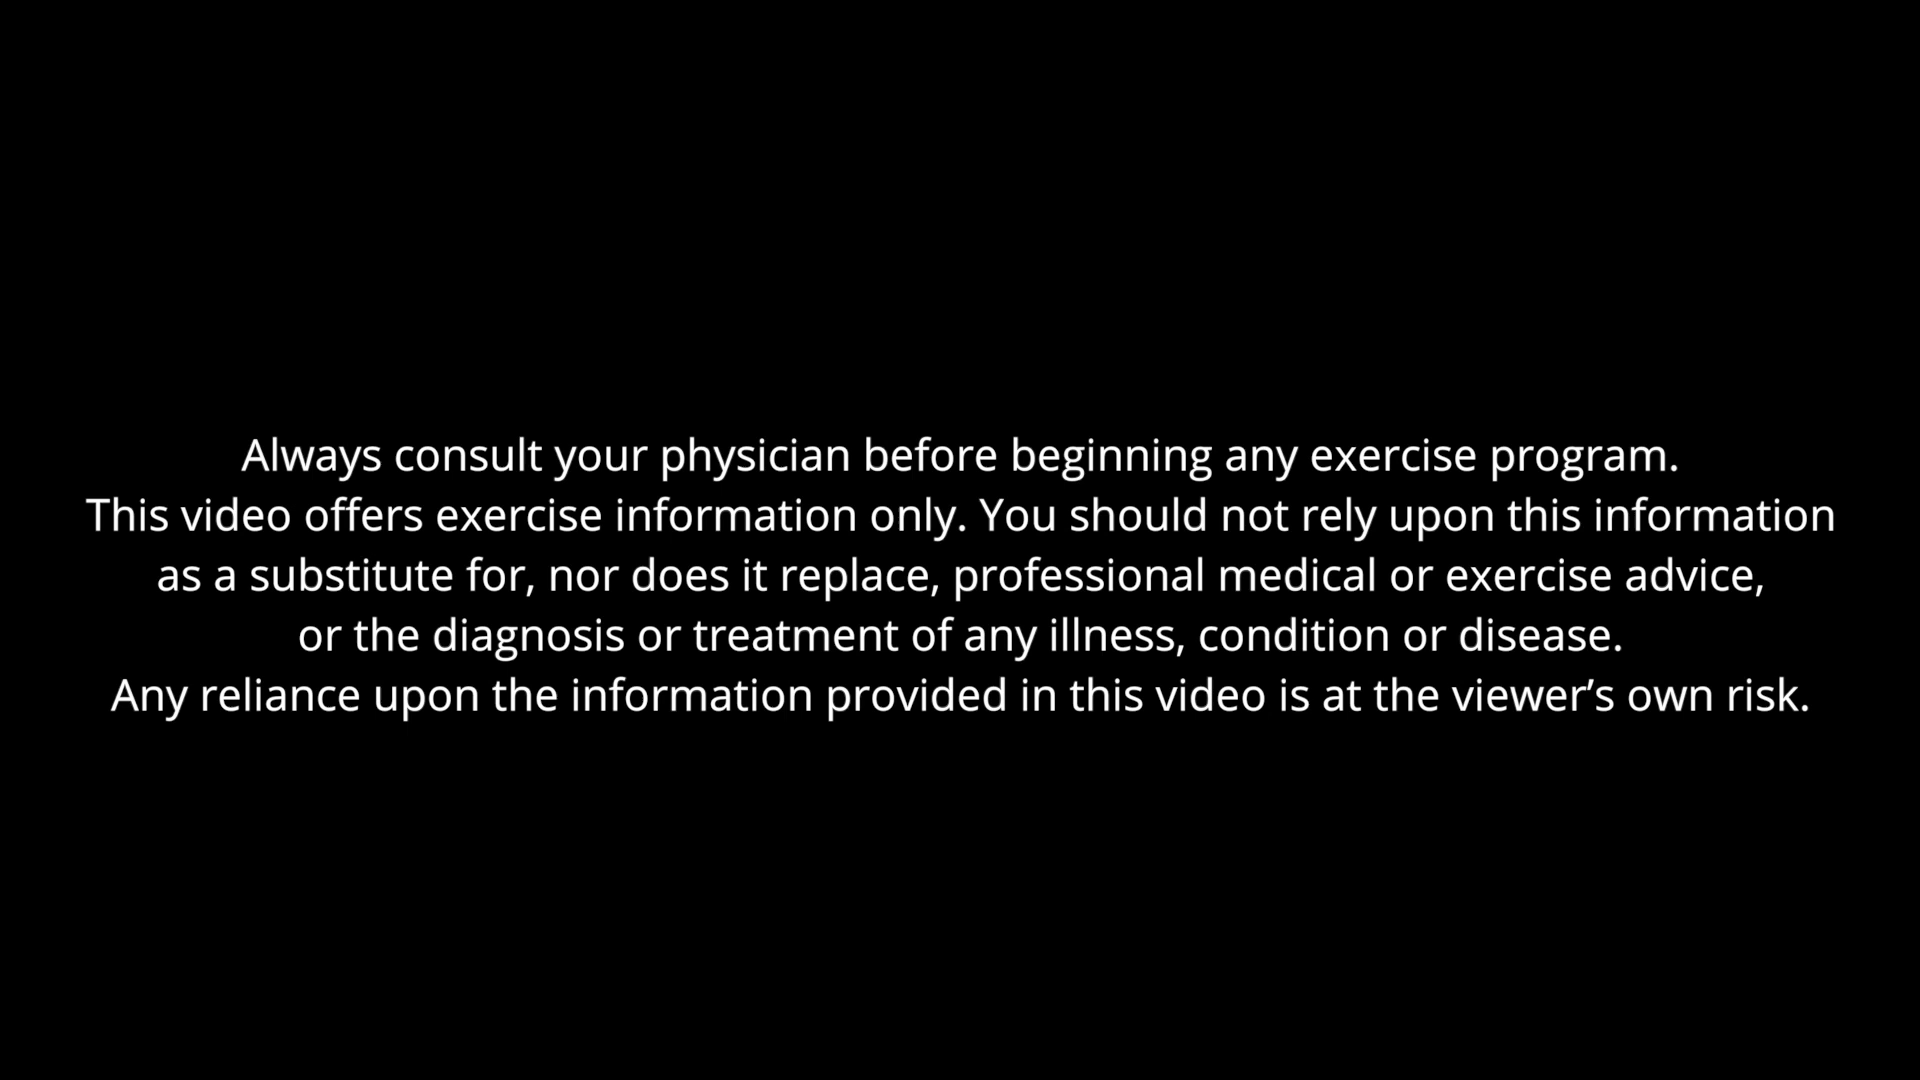 Always consult your physician before beginning any exercise program.
This video offers exercise information only. You should not rely upon this information
as a substitute for, nor does it replace, professional medical or exercise advice,
or the diagnosis or treatment of any illness, condition or disease.
Any reliance upon the information provided in this video is at the viewer’s own risk.